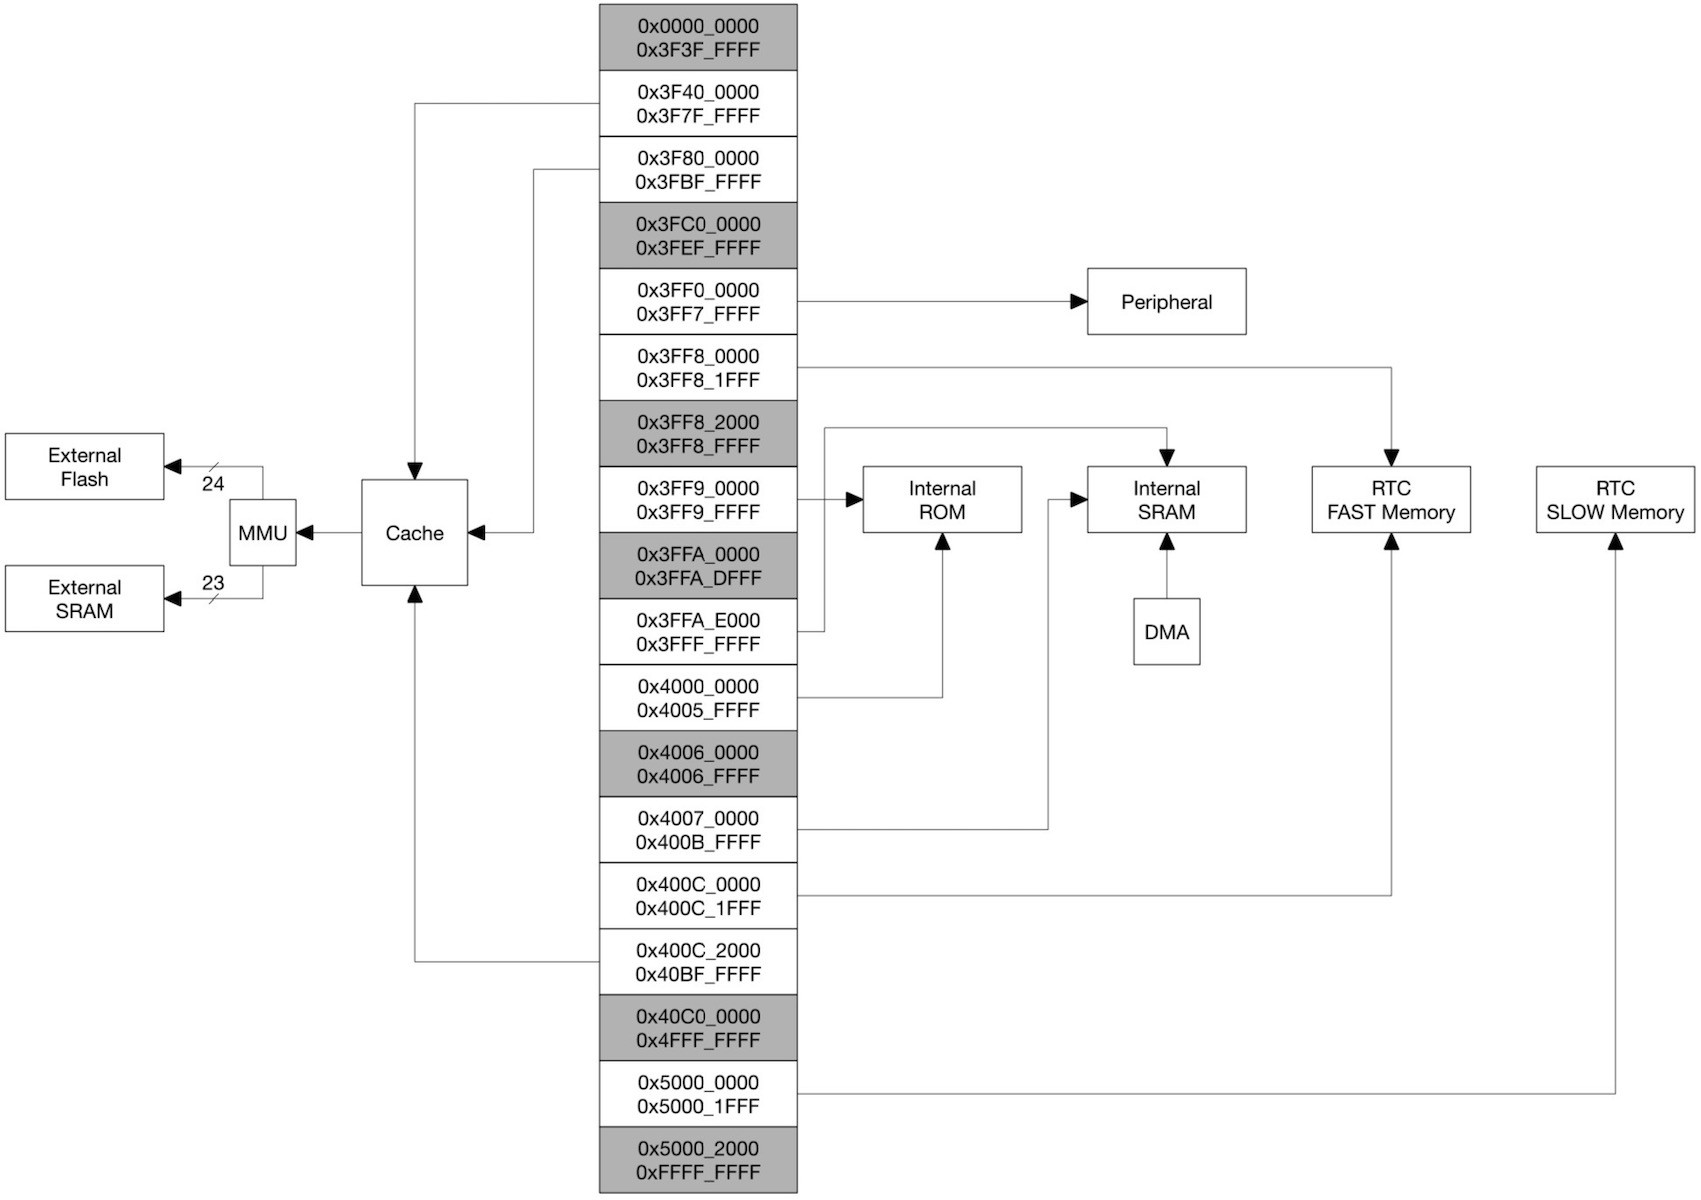 0x0000_0000
0x3F3F_FFFF
0x3F40_0000
0x3F7F_FFFF
0x3F80_0000
0x3FBF_FFFF
0x3FC0_0000
0x3FEF_FFFF
0x3FF0_0000
0x3FF7_FFFF
Peripheral
0x3FF8_0000
0x3FF8_1FFF
0x3FF8_2000
0x3FF8_FFFF
External
Flash
24
MMU
External
SRAM
23
Cache
0x3FF9_0000
0x3FF9_FFFF
Internal
ROM
Internal
SRAM
RTC
FAST Memory
RTC
SLOW Memory
0x3FFA_0000
0x3FFA_DFFF
0x3FFA_E000
0x3FFF_FFFF
DMA
0x4000_0000
0x4005_FFFF
0x4006_0000
0x4006_FFFF
0x4007_0000
0x400B_FFFF
0x400C_0000
0x400C_1FFF
0x400C_2000
0x40BF_FFFF
0x40C0_0000
0x4FFF_FFFF
0x5000_0000
0x5000_1FFF
0x5000_2000
0xFFFF_FFFF